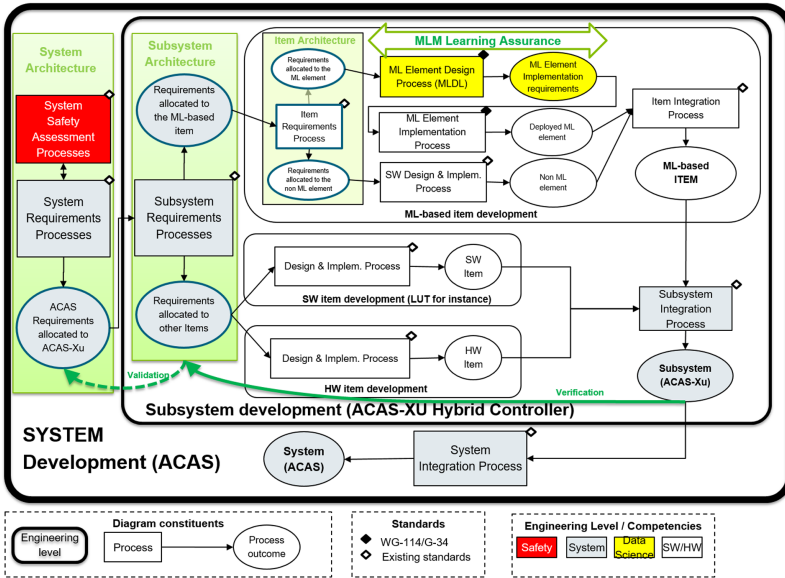 System
Architecture
Subsystem
Architecture
Item Architecture
MLM Learning Assurance
System
Safety
Assessment
Processes
System
Requirements
Processes
ACAS
Requirements
allocated to
ACAS-Xu
Requirements
allocated to
the ML-based
item
Subsystem
Requirements
Processes
Requirements
allocated to
other Items
Requirements
allocated to the
ML element
Item
Requirements
Process
Requirements
allocated to the
non ML element
ML Element Design
Process (MLDL)
ML Element
Implementation
requirements
ML Element
Implementation
Process
Deployed ML
element
SW Design & Implem.
Process
Non ML
element
Item Integration
Process
ML-based
ITEM
ML-based item development
Design & Implem. Process
SW
Item
SW item development (LUT for instance)
Design & Implem. Process
HW
Item
HW item development
Subsystem
Integration
Process
Subsystem
(ACAS-Xu)
Validation
Verification
Subsystem development (ACAS-XU Hybrid Controller)
SYSTEM
Development (ACAS)
System
(ACAS)
System
Integration Process
Engineering
level
Diagram constituents
Process
Process
outcome
Standards
WG-114/G-34
Existing standards
Engineering Level / Competencies
Safety
System
Data
Science
SW/HW